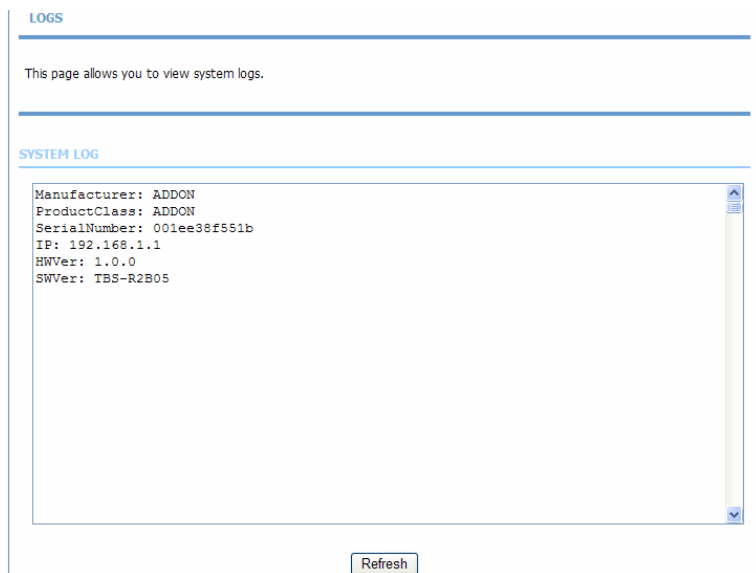 LOGS
This page allows you to view system logs.
SYSTEM LOG
Manufacturer: ADDON
ProductClass: ADDON
SerialNumber: 001ee38f551b
IP: 192.168.1.1
HWVer: 1.0.0
SWVer: TBS-R2B05
Refresh